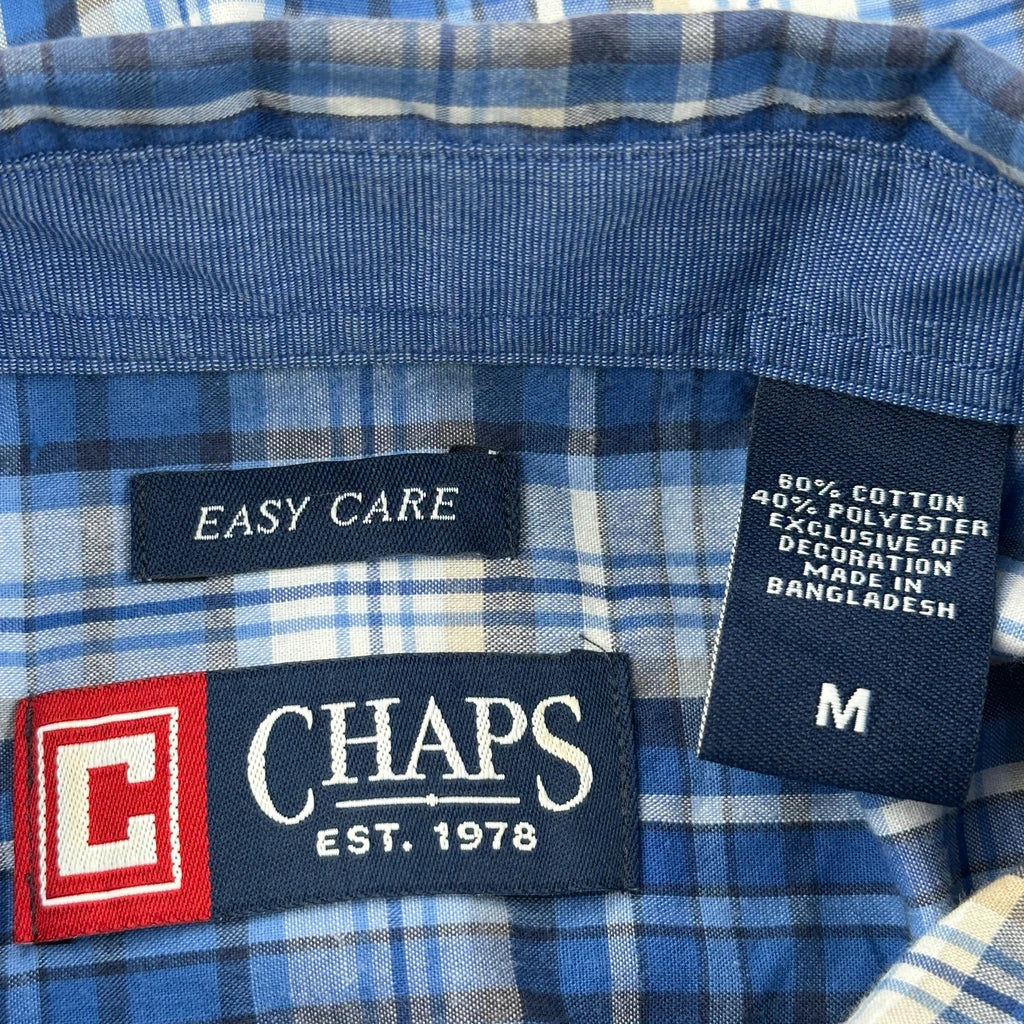 EASY CARE
60% COTTON
40% POLYESTER
EXCLUSIVE OF
DECORATION
MADE IN
BANGLADESH
M
C
CHAPS
EST. 1978